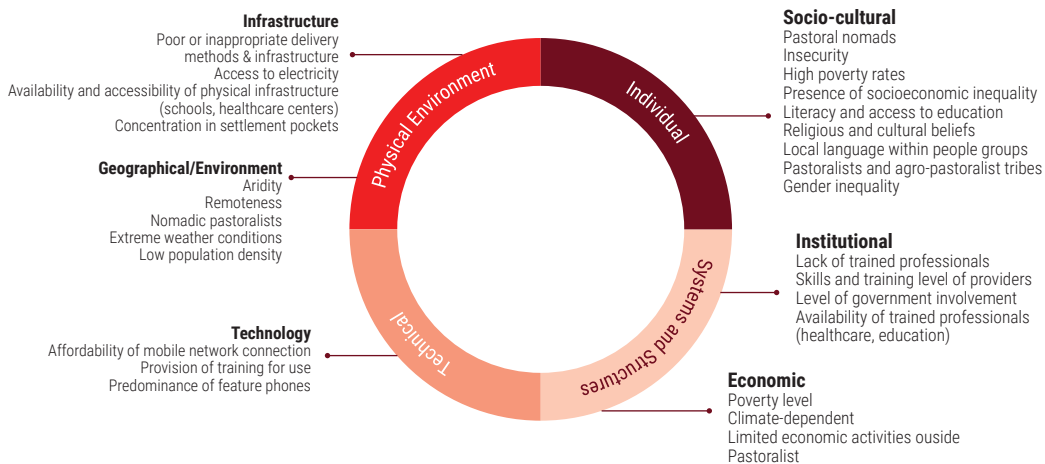 Infrastructure
Poor or inappropriate delivery
methods & infrastructure
Access to electricity
Availability and accessibility of physical infrastructure
(schools, healthcare centers)
Concentration in settlement pockets
Geographical/Environment
Aridity
Remoteness
Nomadic pastoralists
Extreme weather conditions
Low population density
Technology
Affordability of mobile network connection
Provision of training for use
Predominance of feature phones
Physical Environment
Individual
Technical
Systems and Structures
Socio-cultural
Pastoral nomads
Insecurity
High poverty rates
Presence of socioeconomic inequality
Literacy and access to education
Religious and cultural beliefs
Local language within people groups
Pastoralists and agro-pastoralist tribes
Gender inequality
Institutional
Lack of trained professionals
Skills and training level of providers
Level of government involvement
Availability of trained professionals
(healthcare, education)
Economic
Poverty level
Climate-dependent
Limited economic activities ouside
Pastoralist